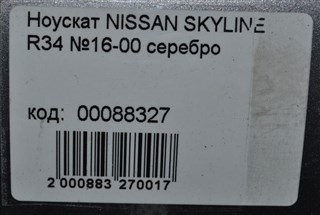 Ноускат NISSAN SKYLINE
R34 №16-00 серебро
код: 00088327
2 000883 270017